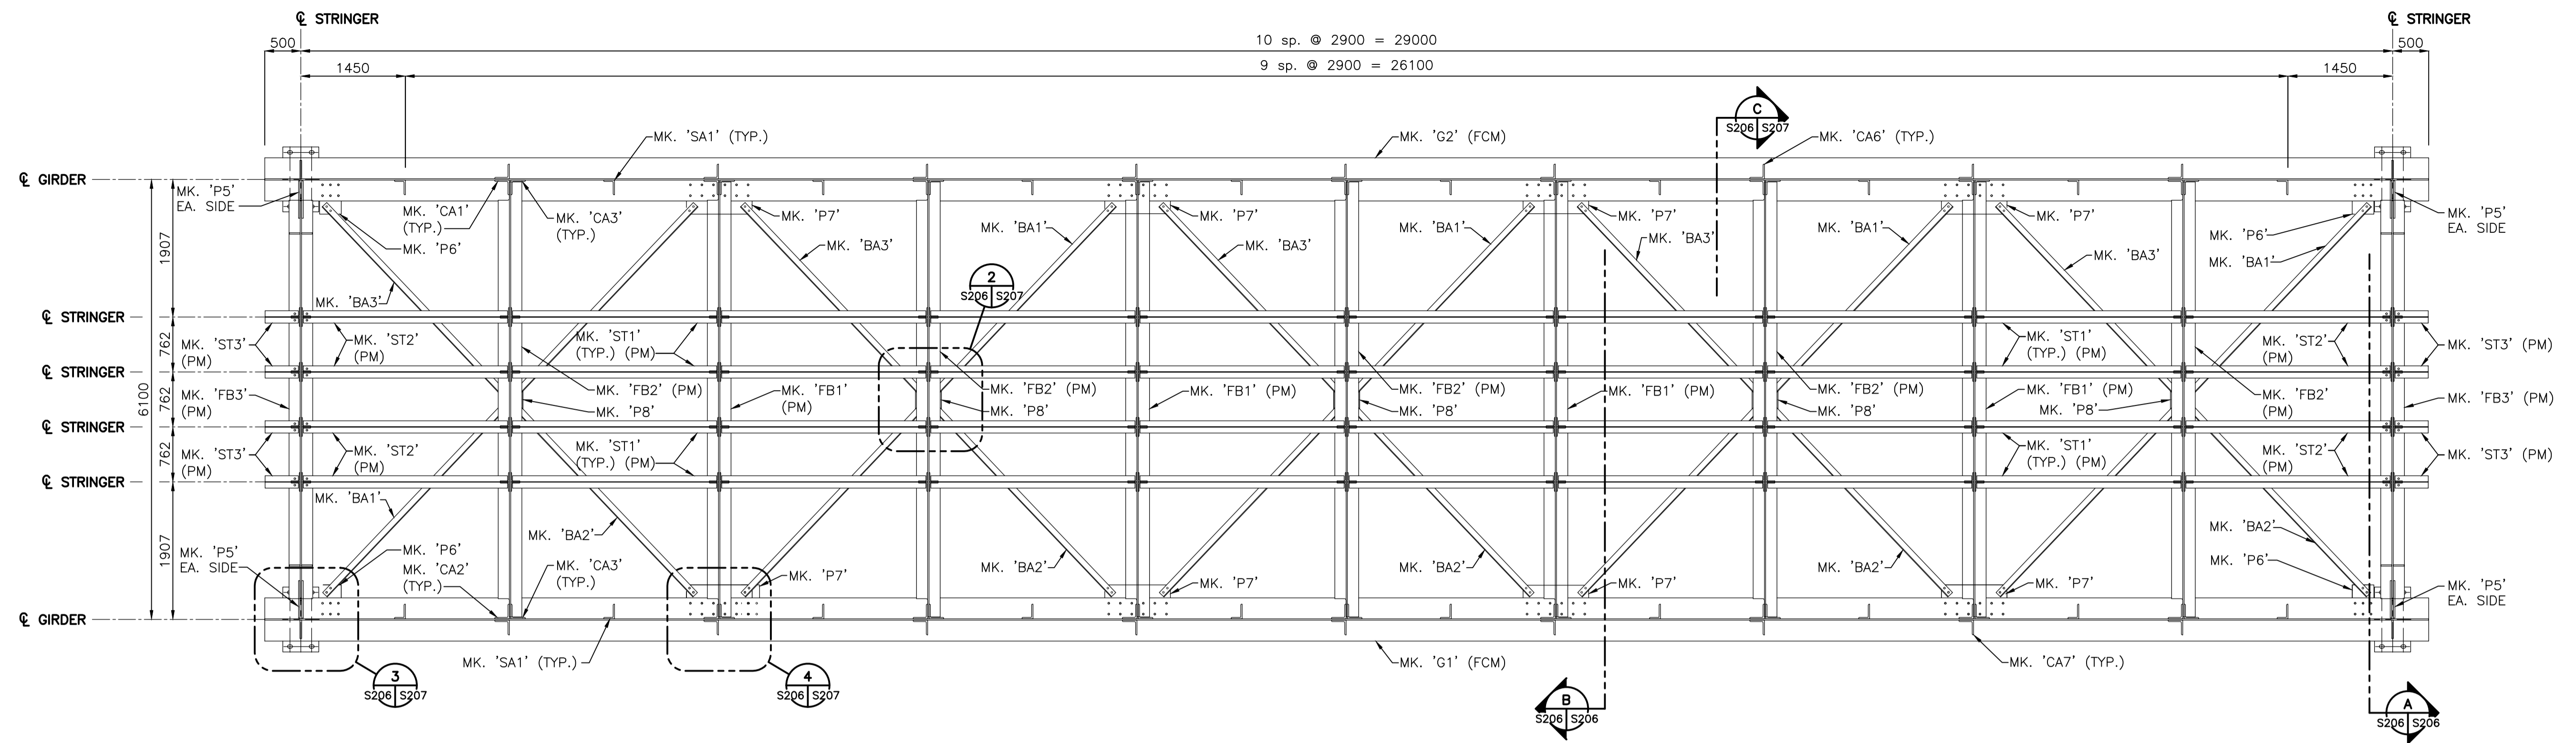 ℄ STRINGER
℄ STRINGER
500
10 sp. @ 2900 = 29000
500
1450
9 sp. @ 2900 = 26100
1450
C
S206 S207
MK. 'SA1' (TYP.)
MK. 'G2' (FCM)
MK. 'CA6' (TYP.)
℄ GIRDER
MK. 'P5'
EA. SIDE
MK. 'CA1'
(TYP.)
MK. 'CA3'
(TYP.)
MK. 'P6'
MK. 'P7'
MK. 'BA3'
MK. 'BA1'
MK. 'P7'
MK. 'BA3'
MK. 'BA1'
MK. 'P7'
MK. 'BA3'
MK. 'BA1'
MK. 'P7'
MK. 'BA3'
MK. 'P6'
MK. 'BA1'
MK. 'P5'
EA. SIDE
1907
MK. 'BA3'
2
S206 S207
℄ STRINGER
762
MK. 'ST3'
(PM)
MK. 'ST2'
(PM)
MK. 'ST1'
(TYP.) (PM)
MK. 'ST1'
(TYP.) (PM)
MK. 'ST2'
(PM)
MK. 'ST3' (PM)
℄ STRINGER
6100
762
MK. 'FB3'
(PM)
MK. 'FB2' (PM)
MK. 'P8'
MK. 'FB1'
(PM)
MK. 'FB2' (PM)
MK. 'P8'
MK. 'FB1' (PM)
MK. 'FB2' (PM)
MK. 'P8'
MK. 'FB1' (PM)
MK. 'FB2' (PM)
MK. 'P8'
MK. 'FB1' (PM)
MK. 'P8'
MK. 'FB2'
(PM)
MK. 'FB3' (PM)
℄ STRINGER
762
MK. 'ST3'
(PM)
MK. 'ST2'
(PM)
MK. 'ST1'
(TYP.) (PM)
MK. 'ST1'
(TYP.) (PM)
MK. 'ST2'
(PM)
MK. 'ST3' (PM)
℄ STRINGER
1907
MK. 'BA1'
MK. 'BA2'
MK. 'BA2'
MK. 'BA2'
MK. 'BA2'
MK. 'BA2'
MK. 'P5'
EA. SIDE
MK. 'P6'
MK. 'CA2'
(TYP.)
MK. 'CA3'
(TYP.)
MK. 'P7'
MK. 'P7'
MK. 'P7'
MK. 'P7'
MK. 'P6'
MK. 'P5'
EA. SIDE
℄ GIRDER
MK. 'SA1' (TYP.)
MK. 'G1' (FCM)
MK. 'CA7' (TYP.)
3
S206 S207
4
S206 S207
B
S206 S206
A
S206 S206